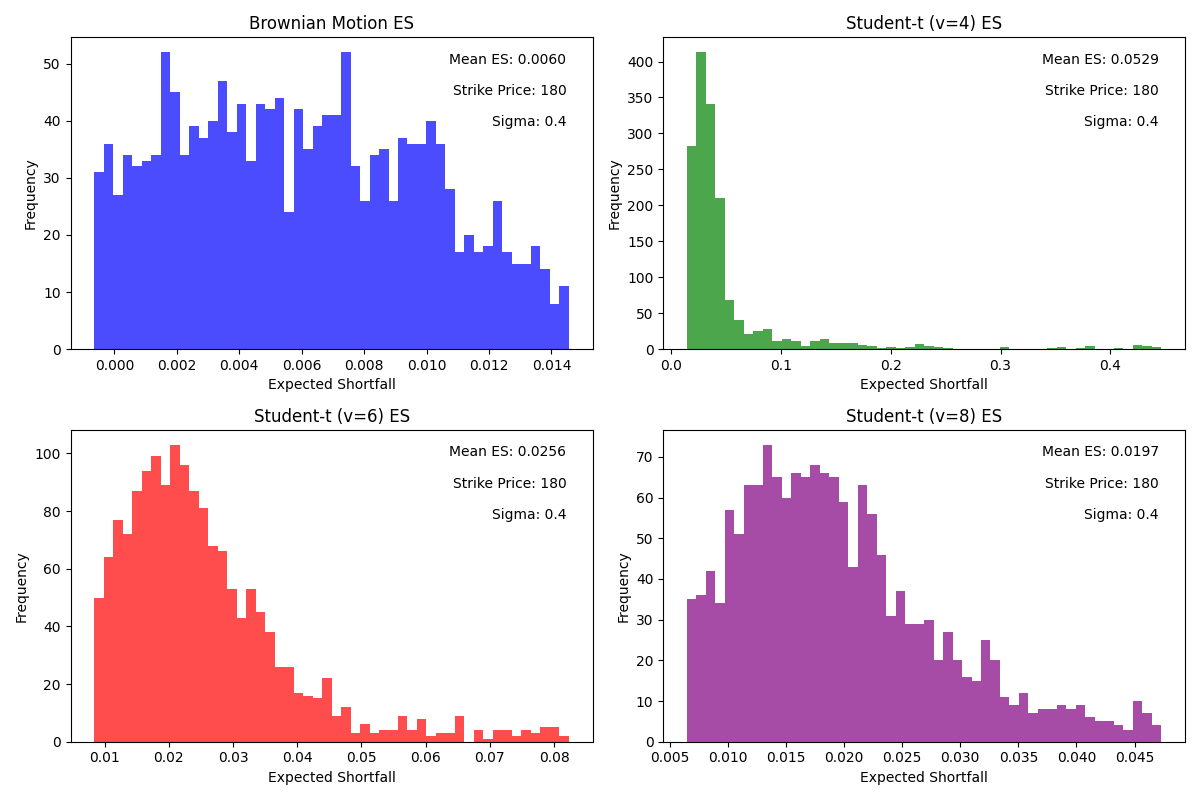 Brownian Motion ES
Mean ES: 0.0060
Strike Price: 180
Sigma: 0.4
Frequency
50
40
30
20
10
0
0.000 0.002 0.004 0.006 0.008 0.010 0.012 0.014
Expected Shortfall
Student-t (v=4) ES
Mean ES: 0.0529
Strike Price: 180
Sigma: 0.4
Frequency
400
350
300
250
200
150
100
50
0
0.0 0.1 0.2 0.3 0.4
Expected Shortfall
Student-t (v=6) ES
Mean ES: 0.0256
Strike Price: 180
Sigma: 0.4
Frequency
100
80
60
40
20
0
0.01 0.02 0.03 0.04 0.05 0.06 0.07 0.08
Expected Shortfall
Student-t (v=8) ES
Mean ES: 0.0197
Strike Price: 180
Sigma: 0.4
Frequency
70
60
50
40
30
20
10
0
0.005 0.010 0.015 0.020 0.025 0.030 0.035 0.040 0.045
Expected Shortfall